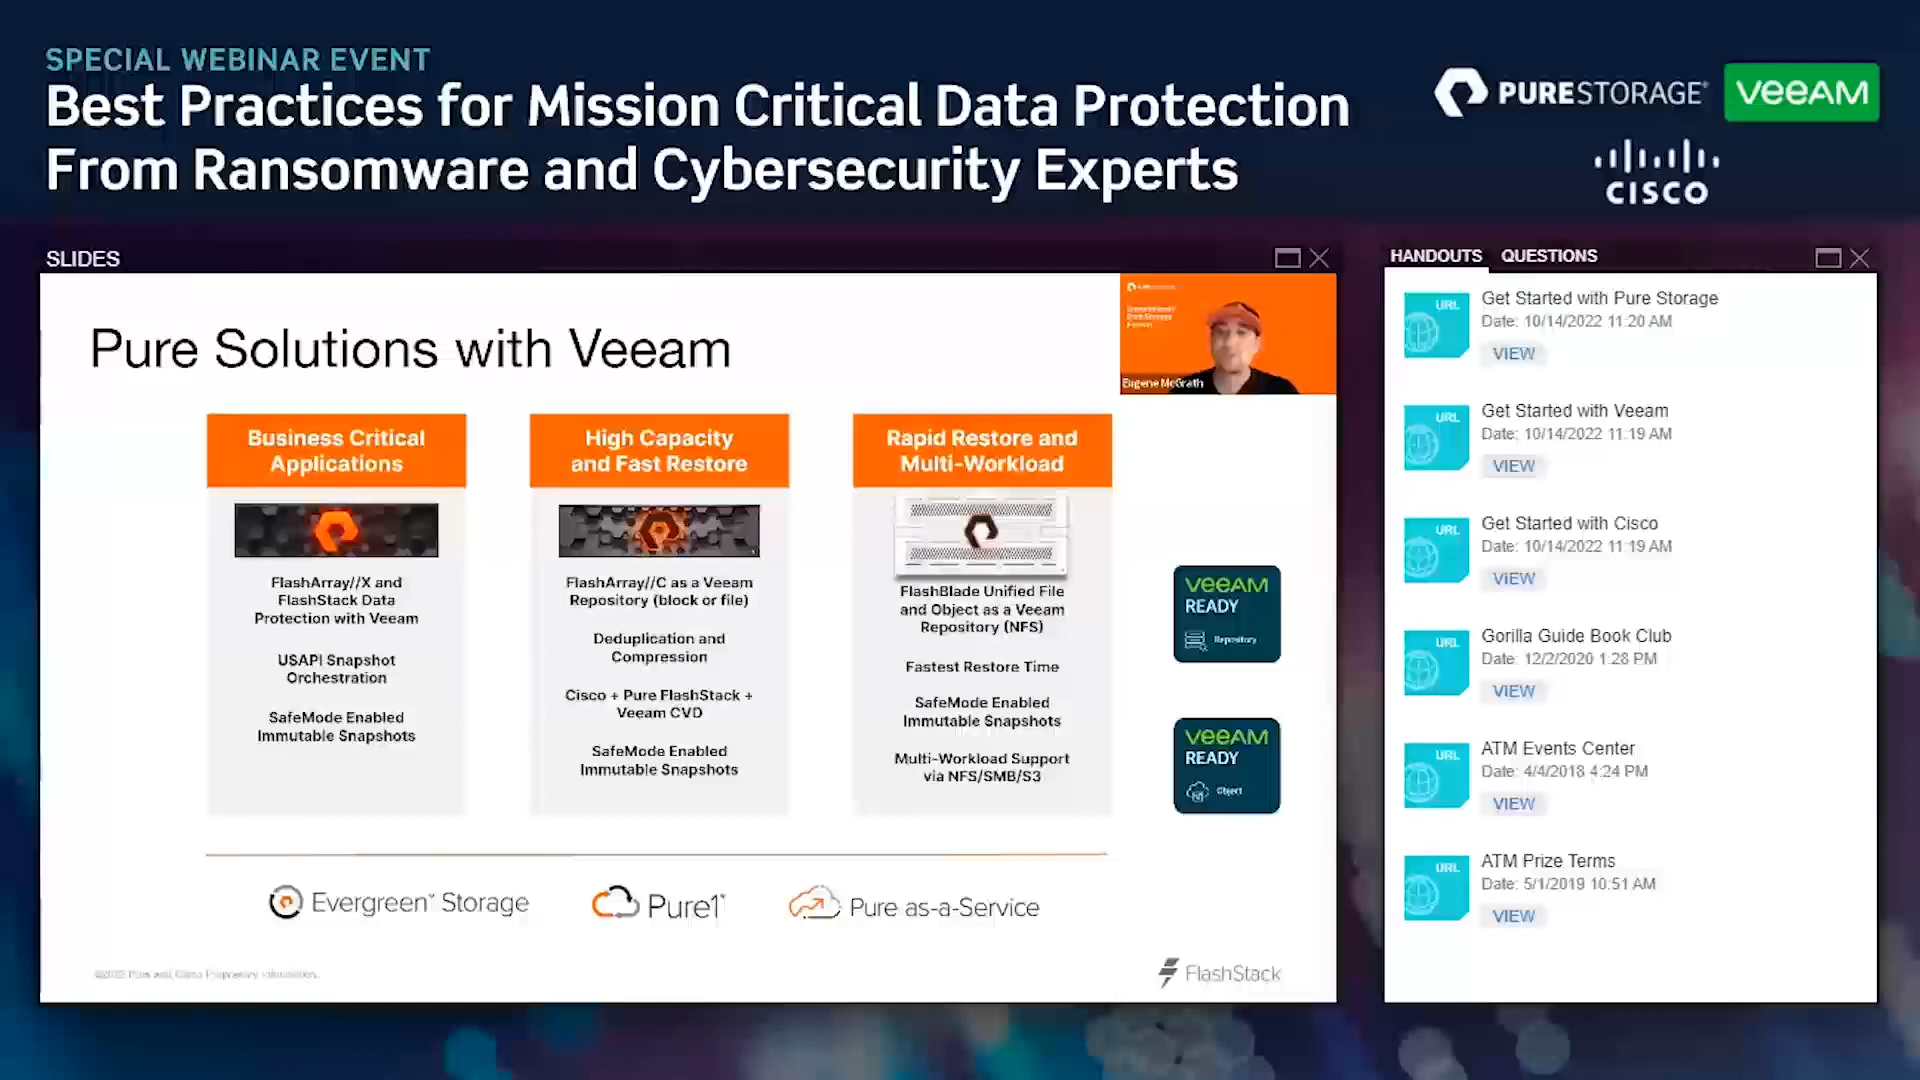 SPECIAL WEBINAR EVENT
Best Practices for Mission Critical Data Protection
From Ransomware and Cybersecurity Experts
PURESTORAGE®
VEEAM
CISCO
SLIDES
Pure Solutions with Veeam
Eugene McGrath
Business Critical
Applications
FlashArray//X and
FlashStack Data
Protection with Veeam
USAPI Snapshot
Orchestration
SafeMode Enabled
Immutable Snapshots
High Capacity
and Fast Restore
FlashArray//C as a Veeam
Repository (block or file)
Deduplication and
Compression
Cisco + Pure FlashStack +
Veeam CVD
SafeMode Enabled
Immutable Snapshots
Rapid Restore and
Multi-Workload
FlashBlade Unified File
and Object as a Veeam
Repository (NFS)
Fastest Restore Time
SafeMode Enabled
Immutable Snapshots
Multi-Workload Support
via NFS/SMB/S3
VEEAM
READY
Repository
VEEAM
READY
Object
Evergreen™ Storage
Pure1®
Pure as-a-Service
©2022 Pure and Cisco Proprietary Information.
FlashStack
HANDOUTS
QUESTIONS
URL
Get Started with Pure Storage
Date: 10/14/2022 11:20 AM
VIEW
URL
Get Started with Veeam
Date: 10/14/2022 11:19 AM
VIEW
URL
Get Started with Cisco
Date: 10/14/2022 11:19 AM
VIEW
URL
Gorilla Guide Book Club
Date: 12/2/2020 1:28 PM
VIEW
URL
ATM Events Center
Date: 4/4/2018 4:24 PM
VIEW
URL
ATM Prize Terms
Date: 5/1/2019 10:51 AM
VIEW